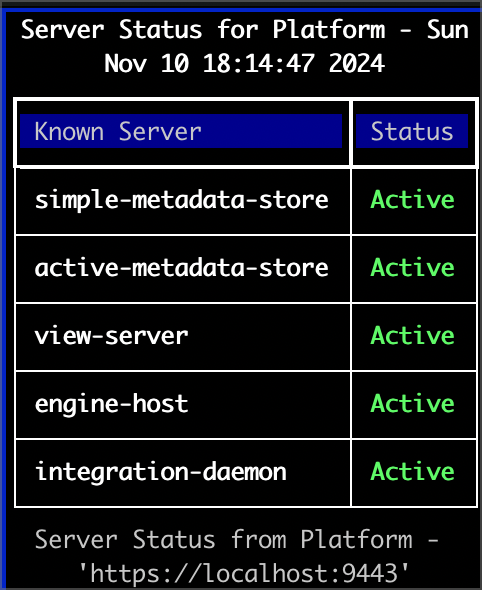 Server Status for Platform - Sun
Nov 10 18:14:47 2024
Known Server Status
simple-metadata-store Active
active-metadata-store Active
view-server Active
engine-host Active
integration-daemon Active
Server Status from Platform -
'https://localhost:9443'